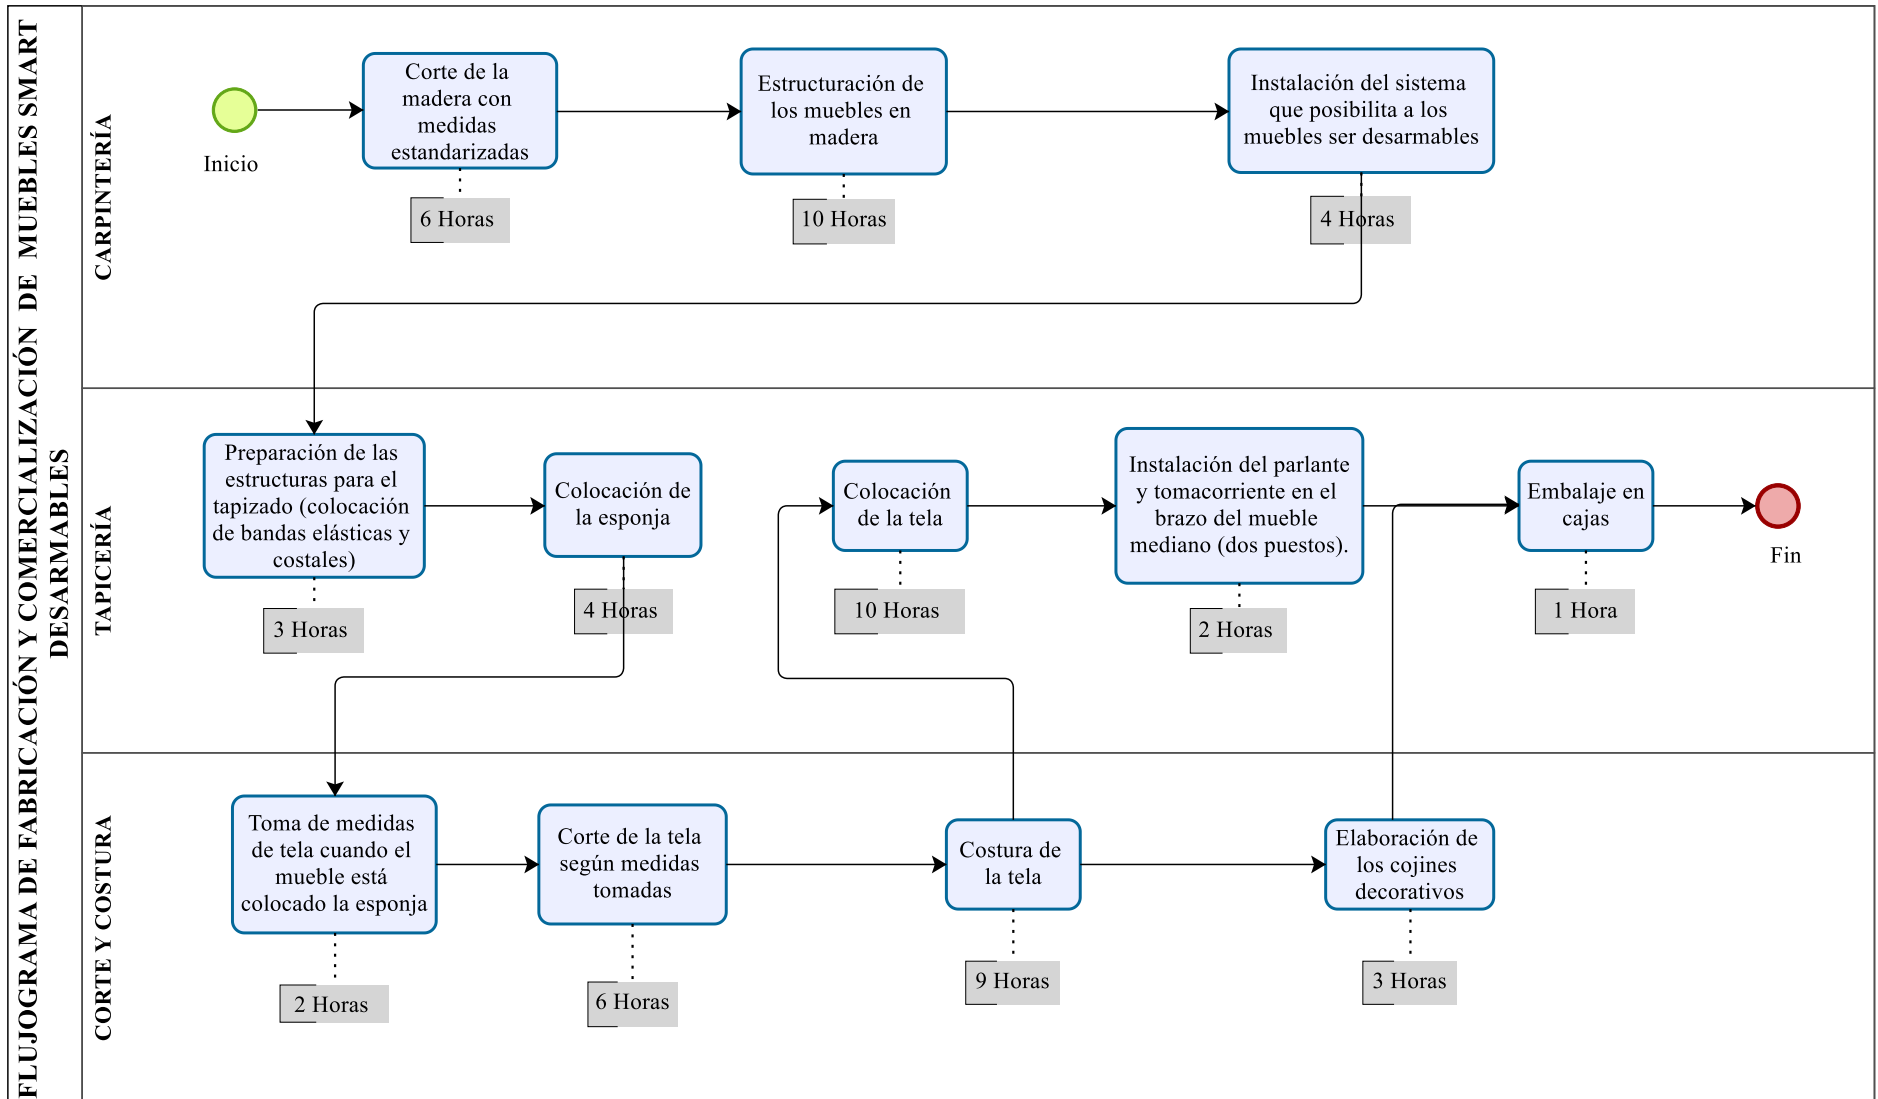 FLUJOGRAMA DE FABRICACIÓN Y COMERCIALIZACIÓN DE MUEBLES SMART
DESARMABLES
CARPINTERÍA
Inicio
Corte de la
madera con
medidas
estandarizadas
6 Horas
Estructuración de
los muebles en
madera
10 Horas
Instalación del sistema
que posibilita a los
muebles ser desarmables
4 Horas
TAPICERÍA
Preparación de las
estructuras para el
tapizado (colocación
de bandas elásticas y
costales)
3 Horas
Colocación de
la esponja
4 Horas
Colocación
de la tela
10 Horas
Instalación del parlante
y tomacorriente en el
brazo del mueble
mediano (dos puestos).
2 Horas
Embalaje en
cajas
1 Hora
Fin
CORTE Y COSTURA
Toma de medidas
de tela cuando el
mueble está
colocado la esponja
2 Horas
Corte de la tela
según medidas
tomadas
6 Horas
Costura de
la tela
9 Horas
Elaboración de
los cojines
decorativos
3 Horas